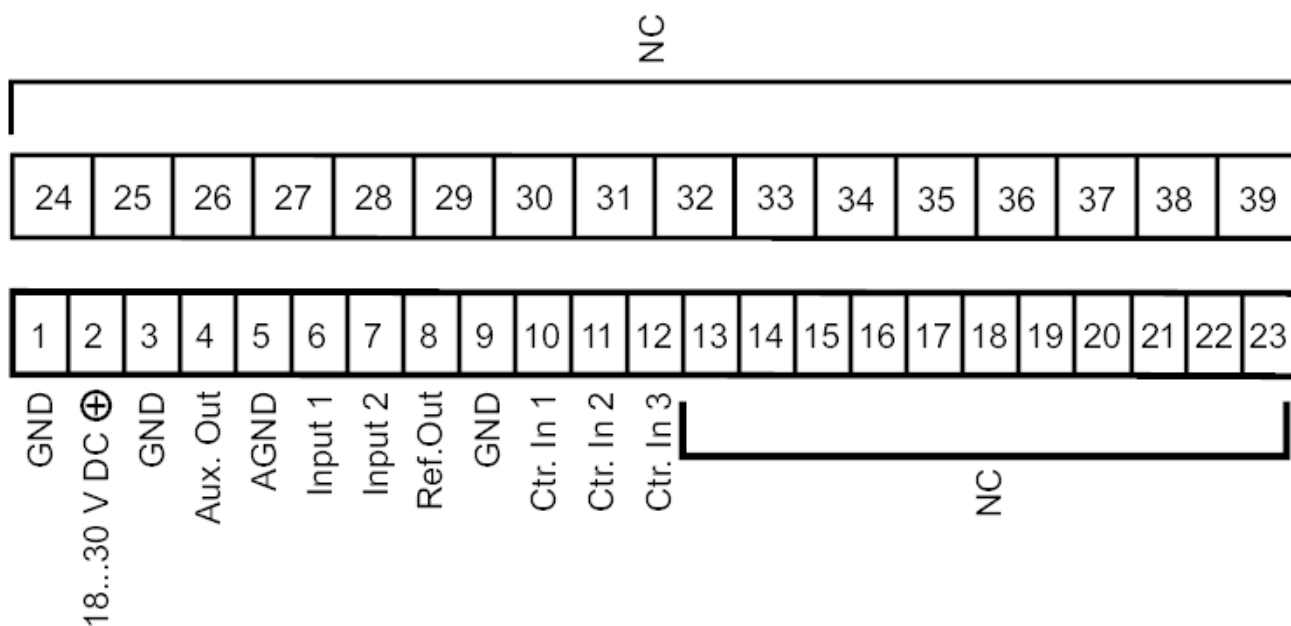 NC
24 25 26 27 28 29 30 31 32 33 34 35 36 37 38 39
1 2 3 4 5 6 7 8 9 10 11 12 13 14 15 16 17 18 19 20 21 22 23
GND
18...30 V DC ⊕
GND
Aux. Out
AGND
Input 1
Input 2
Ref.Out
GND
Ctr. In 1
Ctr. In 2
Ctr. In 3
NC